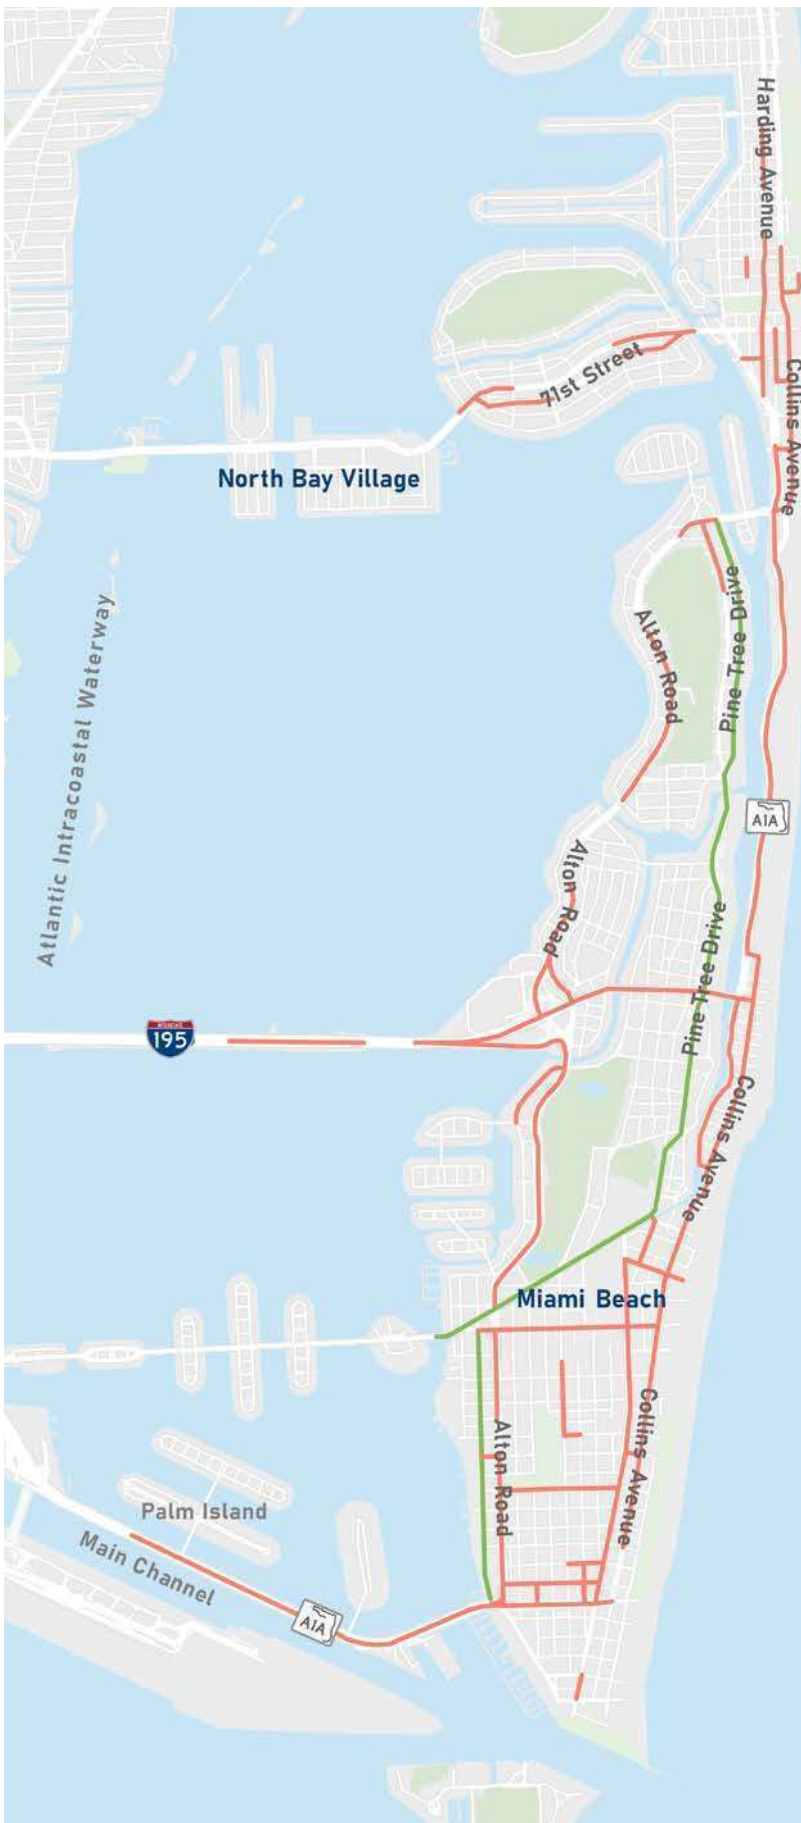 Harding Avenue
Collins Avenue
71st Street
North Bay Village
Pine Tree Drive
Alton Road
Atlantic Intracoastal Waterway
A1A
Alton Road
Pine Tree Drive
INTERSTATE
195
Collins Avenue
Miami Beach
Collins Avenue
Alton Road
Palm Island
Main Channel
A1A